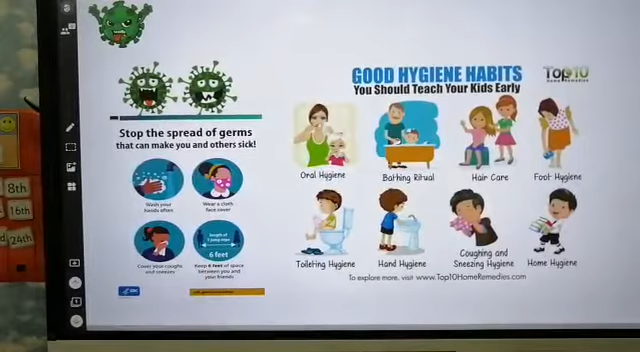 8th
16th
24th
Stop the spread of germs
that can make you and others sick!
Wash your
hands often
Wear a cloth
face cover
Cover your coughs
and sneezes
6 feet
Keep 6 feet of space
between you and
your friends
GOOD HYGIENE HABITS
You Should Teach Your Kids Early
Top10
Home Remedies
Oral Hygiene
Bathing Ritual
Hair Care
Foot Hygiene
Toileting Hygiene
Hand Hygiene
Coughing and
Sneezing Hygiene
Home Hygiene
To explore more, visit www.Top10HomeRemedies.com